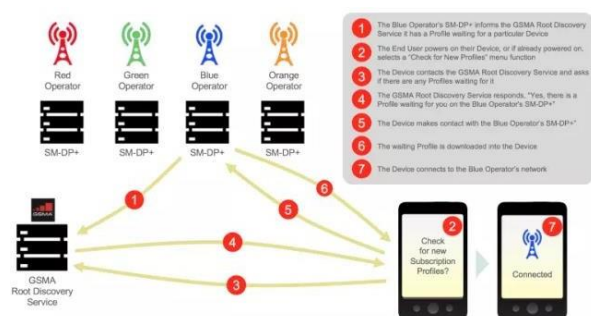 Red
Operator
Green
Operator
Blue
Operator
Orange
Operator
SM-DP+
SM-DP+
SM-DP+
SM-DP+
1 The Blue Operator's SM-DP+ informs the GSMA Root Discovery
Service it has a Profile waiting for a particular Device
2 The End User powers on their Device, or if already powered on,
selects a "Check for New Profiles" menu function
3 The Device contacts the GSMA Root Discovery Service and asks
if there are any Profiles waiting for it
4 The GSMA Root Discovery Service responds, "Yes, there is a
Profile waiting for you on the Blue Operator's SM-DP+"
5 The Device makes contact with the Blue Operator's SM-DP+"
6 The waiting Profile is downloaded into the Device
7 The Device connects to the Blue Operator's network
1
6
5
4
3
GSMA
GSMA
Root Discovery
Service
2
Check
for new
Subscription
Profiles?
7
Connected